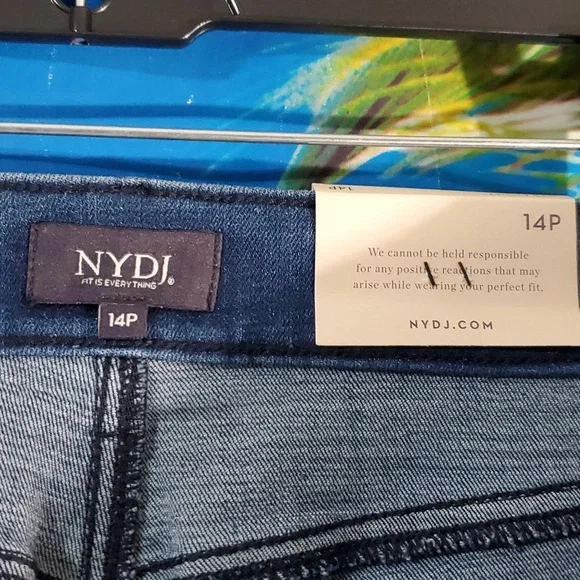 NYDJ®
FIT IS EVERYTHING
14P
14P
14P
We cannot be held responsible
for any positive reactions that may
arise while wearing your perfect fit.
NYDJ.COM